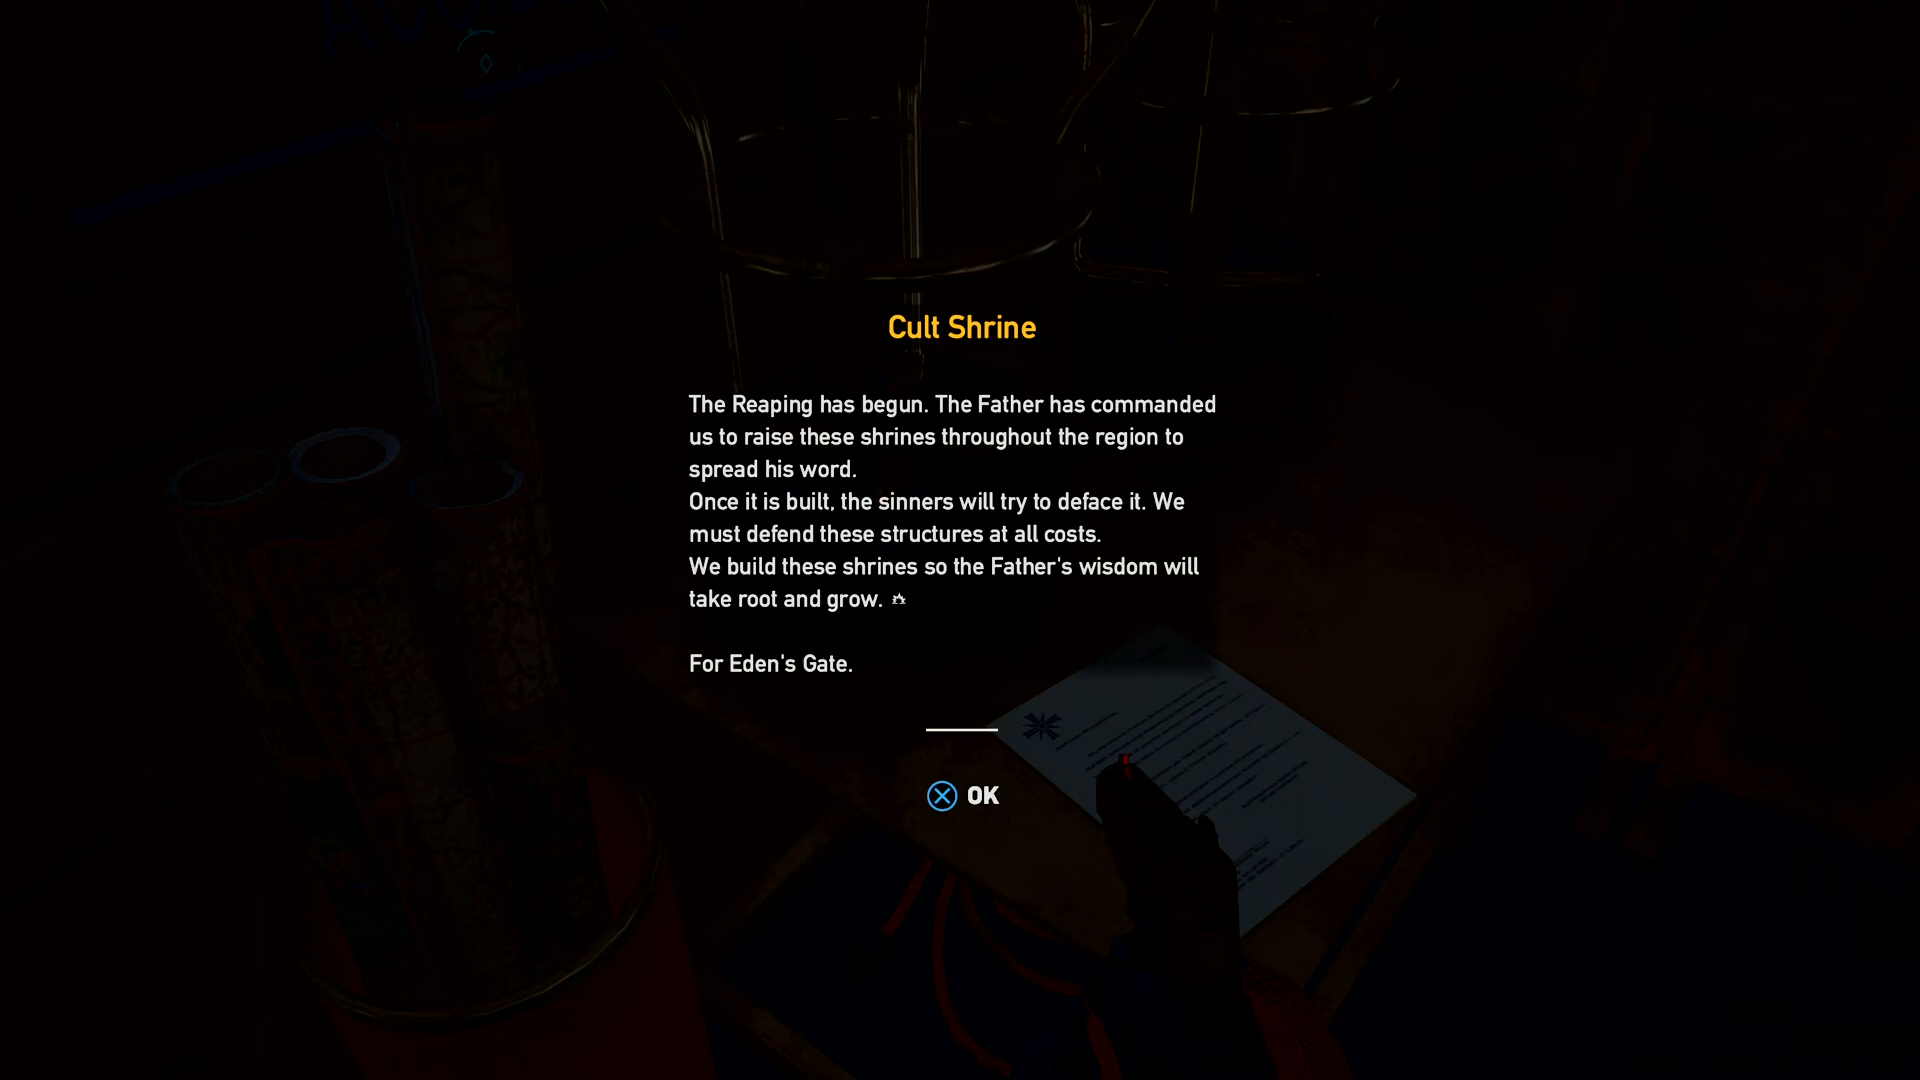 Cult Shrine
The Reaping has begun. The Father has commanded
us to raise these shrines throughout the region to
spread his word.
Once it is built, the sinners will try to deface it. We
must defend these structures at all costs.
We build these shrines so the Father's wisdom will
take root and grow.
For Eden's Gate.
OK